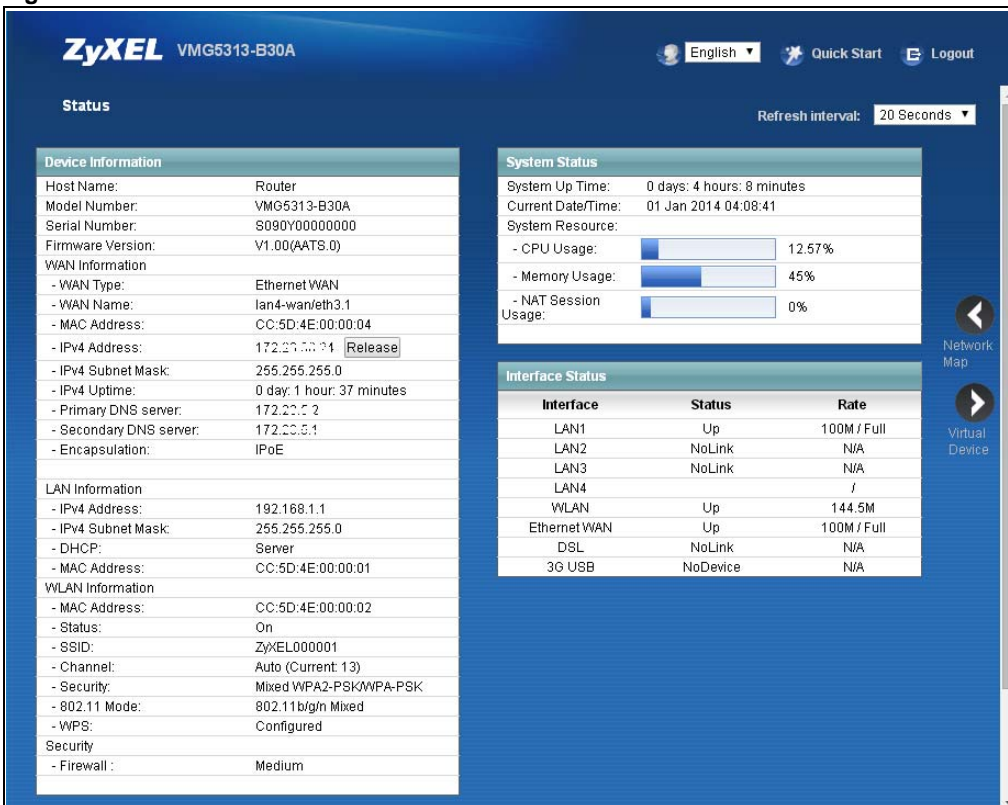 ZyXEL VMG5313-B30A
English Quick Start Logout
Status
Refresh interval: 20 Seconds
Device Information
Host Name: Router
Model Number: VMG5313-B30A
Serial Number: S090Y00000000
Firmware Version: V1.00(AATS.0)
WAN Information
- WAN Type: Ethernet WAN
- WAN Name: lan4-wan/eth3.1
- MAC Address: CC:5D:4E:00:00:04
- IPv4 Address: Release
- IPv4 Subnet Mask: 255.255.255.0
- IPv4 Uptime: 0 day: 1 hour: 37 minutes
- Primary DNS server:
- Secondary DNS server:
- Encapsulation: IPoE
LAN Information
- IPv4 Address: 192.168.1.1
- IPv4 Subnet Mask: 255.255.255.0
- DHCP: Server
- MAC Address: CC:5D:4E:00:00:01
WLAN Information
- MAC Address: CC:5D:4E:00:00:02
- Status: On
- SSID: ZyXEL000001
- Channel: Auto (Current: 13)
- Security: Mixed WPA2-PSK/WPA-PSK
- 802.11 Mode: 802.11b/g/n Mixed
- WPS: Configured
Security
- Firewall : Medium
System Status
System Up Time: 0 days: 4 hours: 8 minutes
Current Date/Time: 01 Jan 2014 04:08:41
System Resource:
- CPU Usage: 12.57%
- Memory Usage: 45%
- NAT Session
Usage: 0%
Interface Status
Interface Status Rate
LAN1 Up 100M / Full
LAN2 NoLink N/A
LAN3 NoLink N/A
LAN4 /
WLAN Up 144.5M
Ethernet WAN Up 100M / Full
DSL NoLink N/A
3G USB NoDevice N/A
Network
Map
Virtual
Device